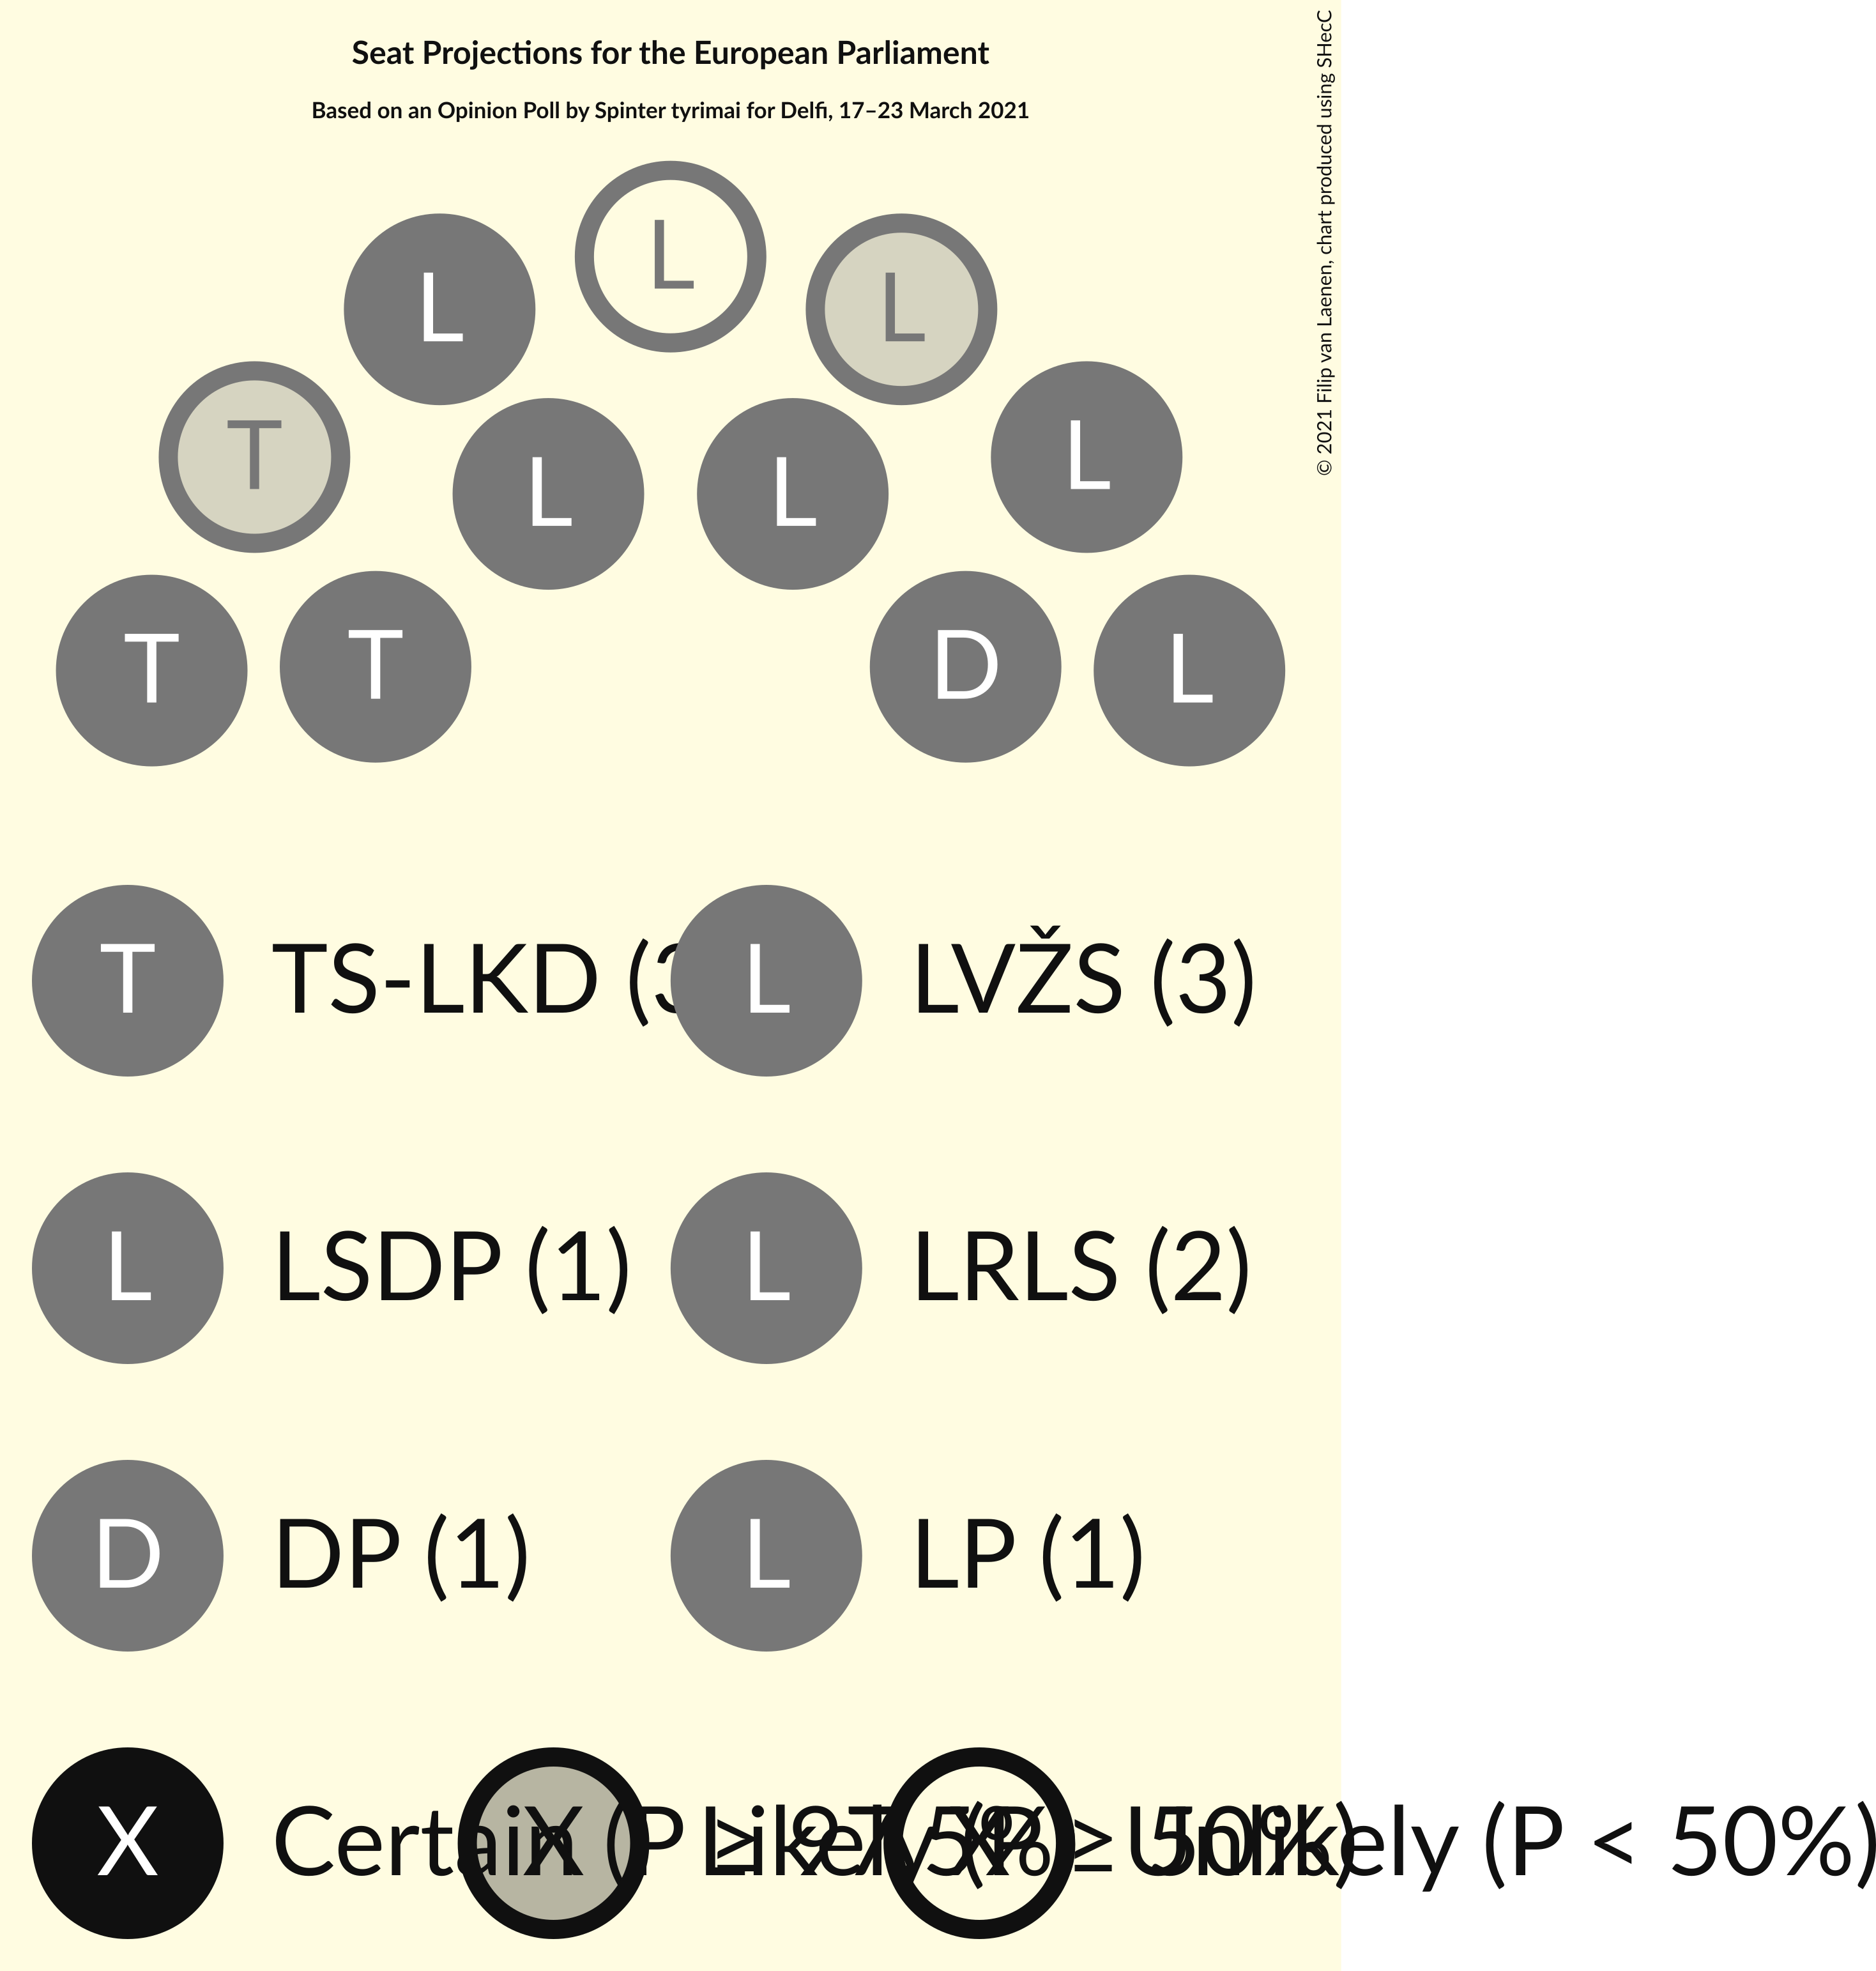 Seat Projections for the European Parliament
Based on an Opinion Poll by Spinter tyrimai for Delfi, 17–23 March 2021
© 2021 Filip van Laenen, chart produced using SHecC
L
L
L
T
L
L
L
T
T
D
L
T TS-LKD (3 L LVŽS (3)
L LSDP (1) L LRLS (2)
D DP (1) L LP (1)
X Certain (P ≥ 97.5%) X Likely (P ≥ 50%) X Unlikely (P < 50%)